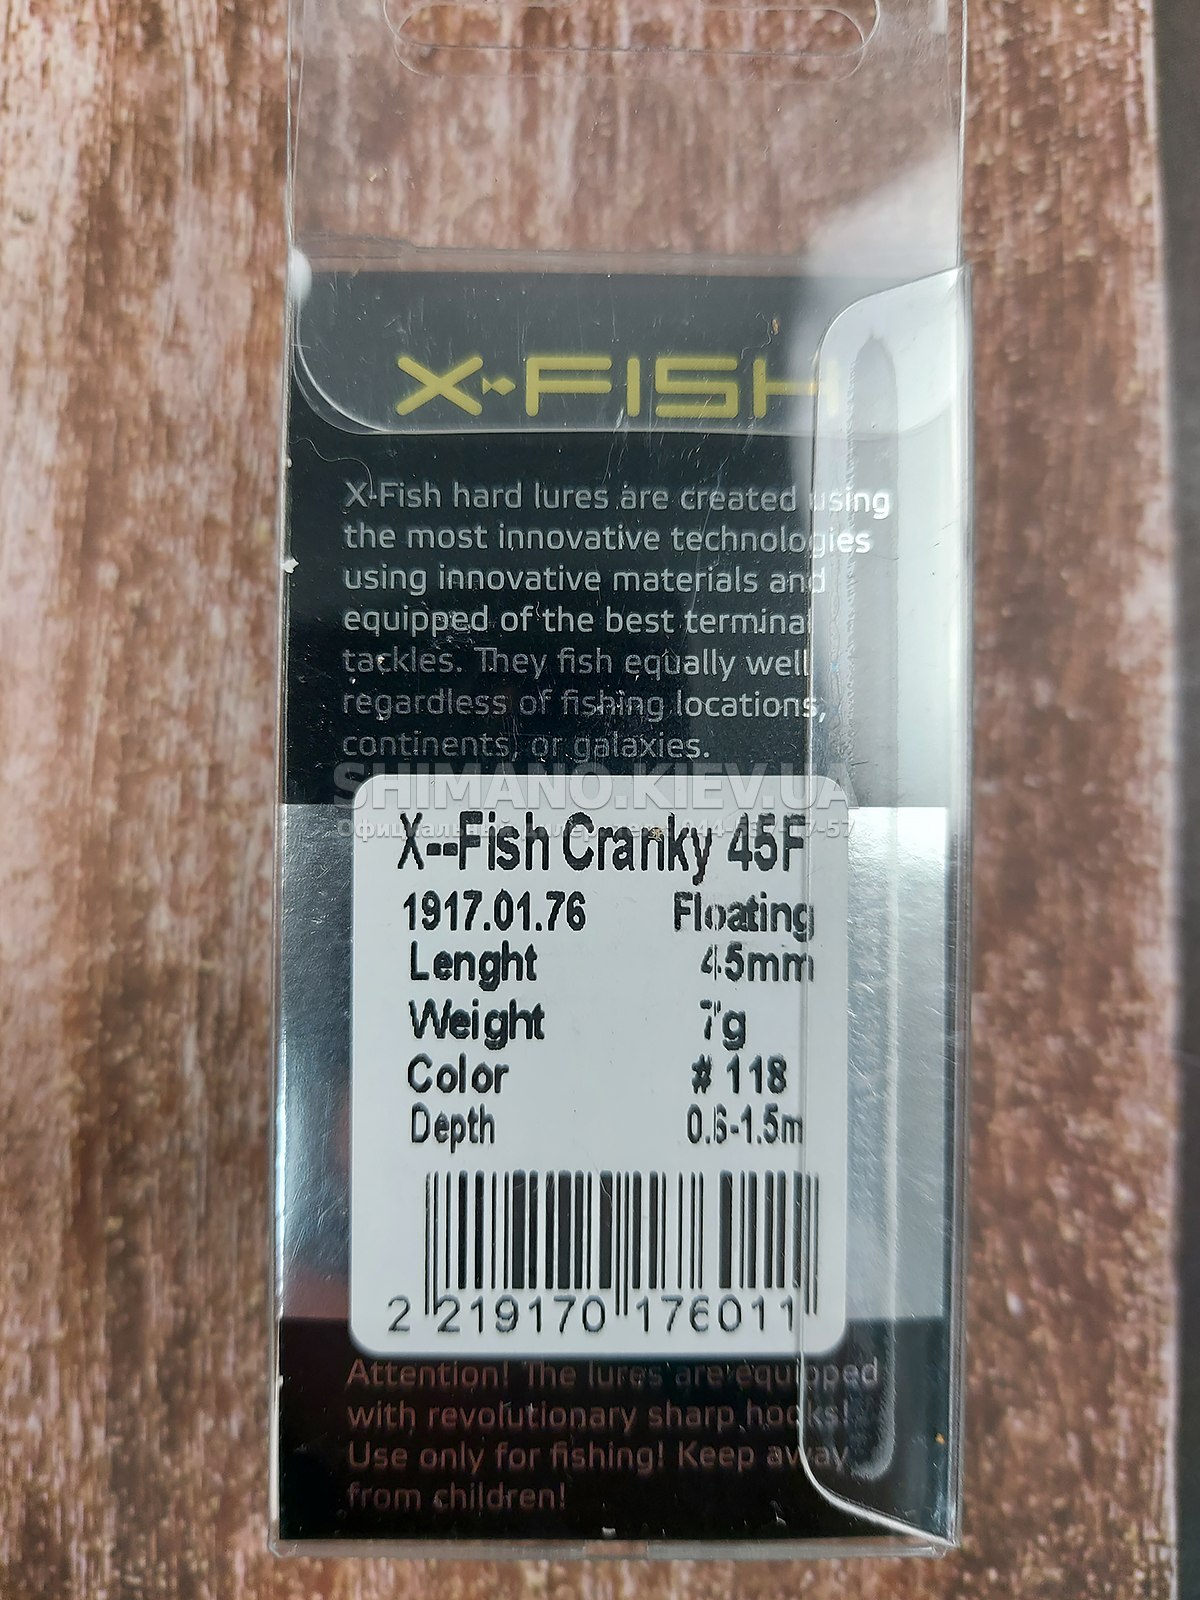 X-FISH
X-Fish hard lures are created using
the most innovative technologies
using innovative materials and
equipped of the best terminal
tackles. They fish equally well
regardless of fishing locations,
continents, or galaxies.
SHIMANO.KIEV.UA
Официальный
X--Fish Cranky 45F
1917.01.76 Floating
Lenght 45mm
Weight 7g
Color # 118
Depth 0.6-1.5m
2 219170 176011
Attention! The lures are equipped
with revolutionary sharp hooks!
Use only for fishing! Keep away
from children!